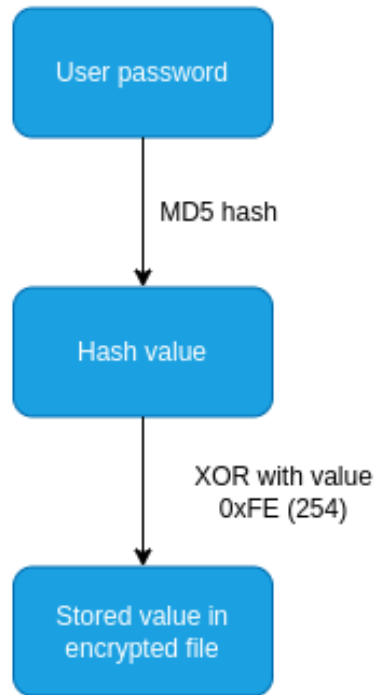 User password
MD5 hash
Hash value
XOR with value
0xFE (254)
Stored value in
encrypted file